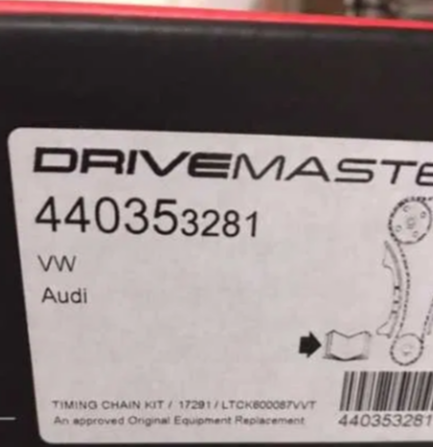 DRIVEMASTE
440353281
VW
Audi
TIMING CHAIN KIT / 17291 / LTCK600087VVT
An approved Original Equipment Replacement
440353281